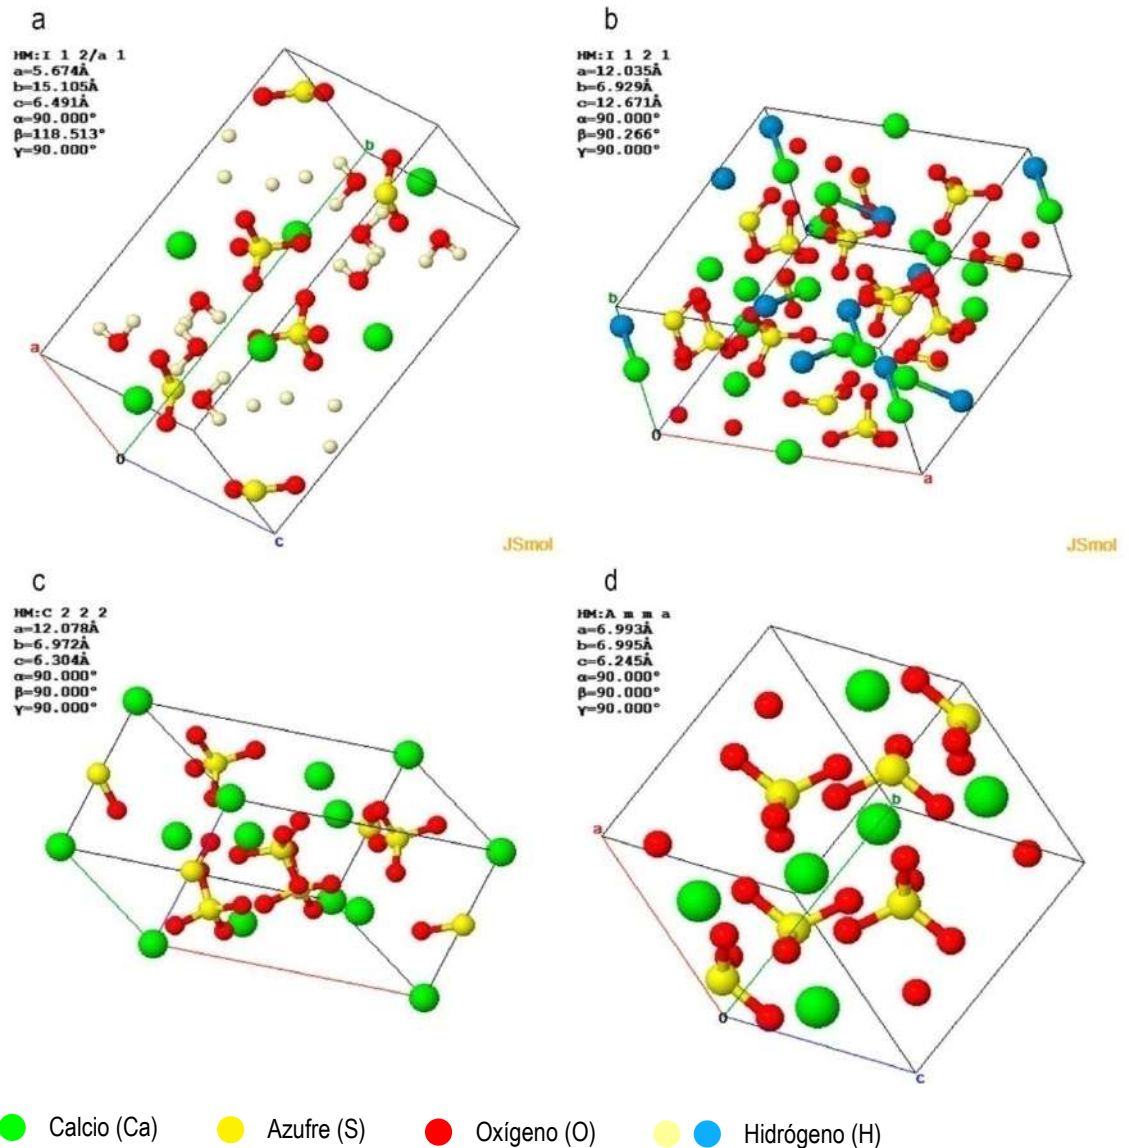 a
HM:I 1 2/a 1
a=5.674Å
b=15.105Å
c=6.491Å
α=90.000°
β=118.513°
γ=90.000°
b
a
0
c
JSmol
b
HM:I 1 2 1
a=12.035Å
b=6.929Å
c=12.671Å
α=90.000°
β=90.266°
γ=90.000°
c
b
0
a
JSmol
c
HM:C 2 2 2
a=12.078Å
b=6.972Å
c=6.304Å
α=90.000°
β=90.000°
γ=90.000°
d
HM:A m m a
a=6.993Å
b=6.995Å
c=6.245Å
α=90.000°
β=90.000°
γ=90.000°
b
a
0
c
Calcio (Ca) Azufre (S) Oxígeno (O) Hidrógeno (H)